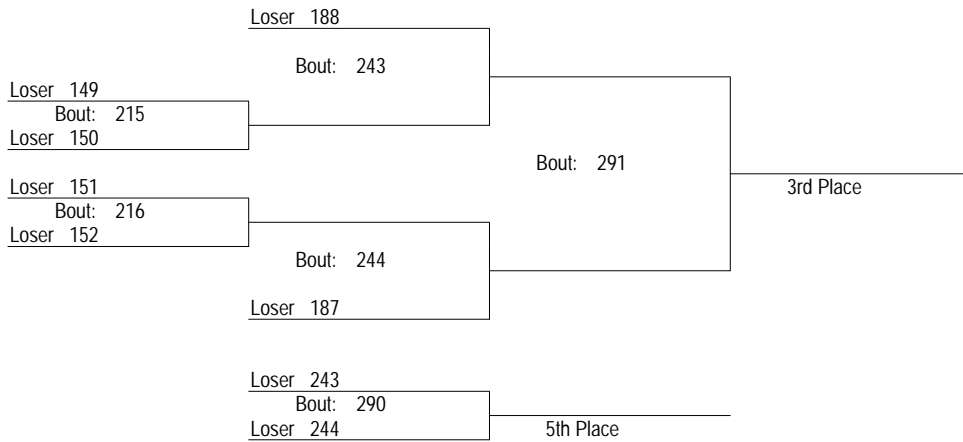 Loser 188
Bout: 243
Loser 149
Bout: 215
Loser 150
Bout: 291
Loser 151
3rd Place
Bout: 216
Loser 152
Bout: 244
Loser 187
Loser 243
Bout: 290
Loser 244
5th Place